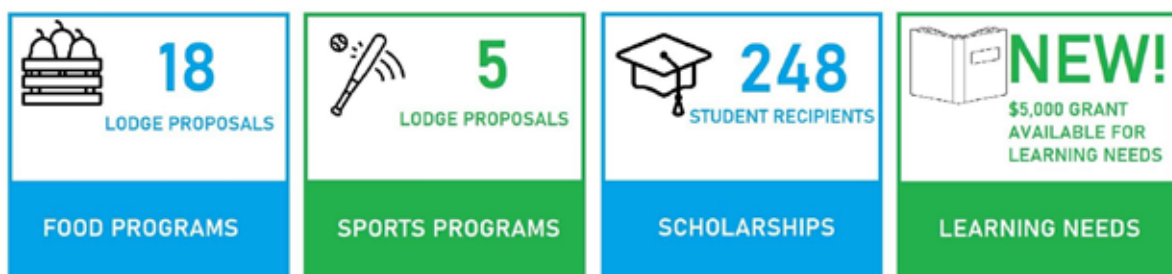 18
LODGE PROPOSALS
FOOD PROGRAMS
5
LODGE PROPOSALS
SPORTS PROGRAMS
248
STUDENT RECIPIENTS
SCHOLARSHIPS
NEW!
$5,000 GRANT
AVAILABLE FOR
LEARNING NEEDS
LEARNING NEEDS